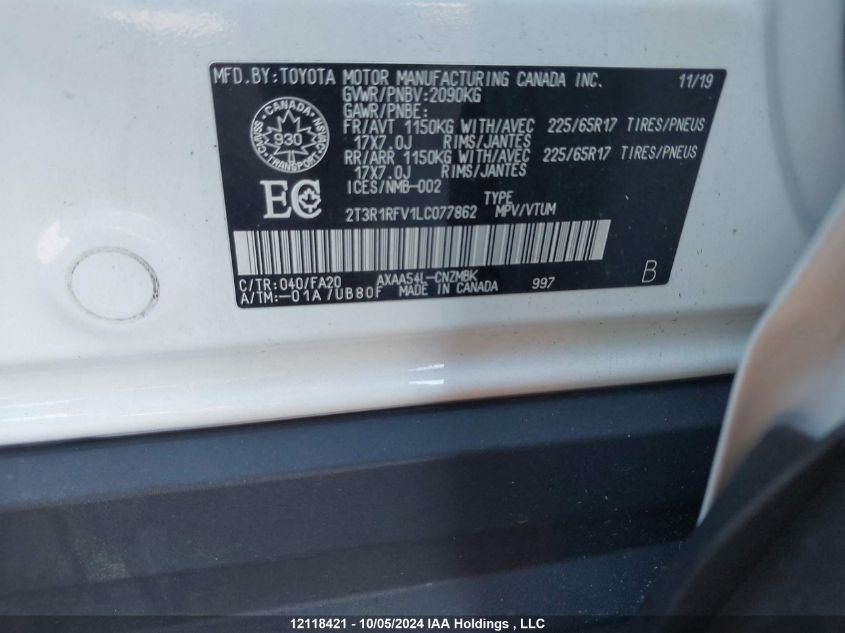 MFD.BY:TOYOTA MOTOR MANUFACTURING CANADA INC. 11/19
GVWR/PNBV:2090KG
GAWR/PNBE:
FR/AVT 1150KG WITH/AVEC 225/65R17 TIRES/PNEUS
17X7.0J RIMS/JANTES
RR/ARR 1150KG WITH/AVEC 225/65R17 TIRES/PNEUS
17X7.0J RIMS/JANTES
ICES/NMB-002
CANADA
930
TRANSPORT
CMVSS
NSVAC
EC
TYPE
2T3R1RFV1LC077862 MPV/VTUM
B
C/TR:040/FA20 AXAA54L-CNZMBK
A/TM:-01A/UB80F MADE IN CANADA 997
12118421 - 10/05/2024 IAA Holdings , LLC